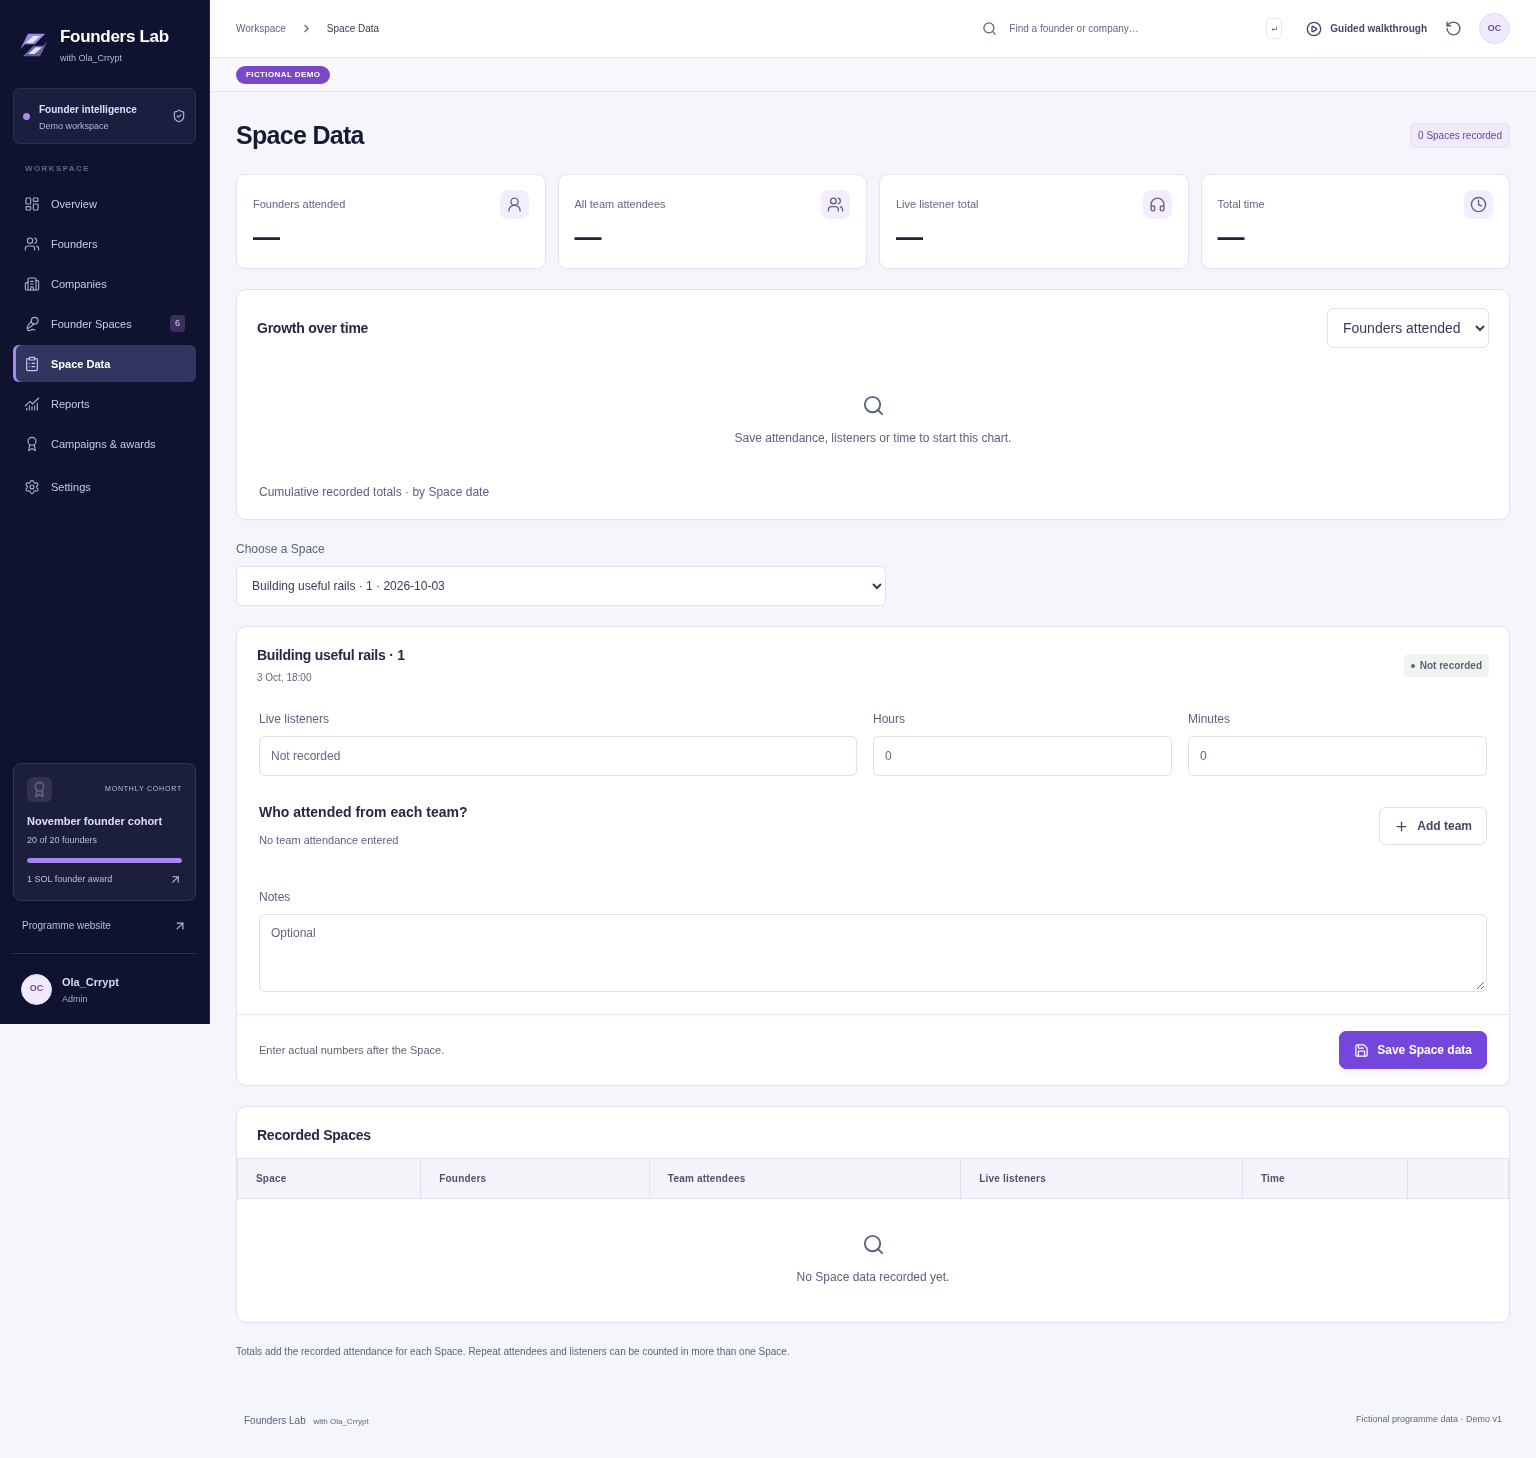 Founders Lab
with Ola_Crrypt
Founder intelligence
Demo workspace
WORKSPACE
Overview
Founders
Companies
Founder Spaces 6
Space Data
Reports
Campaigns & awards
Settings
MONTHLY COHORT
November founder cohort
20 of 20 founders
1 SOL founder award
Programme website
OC
Ola_Crrypt
Admin
Workspace > Space Data
Find a founder or company…
↵
Guided walkthrough
OC
FICTIONAL DEMO
Space Data
0 Spaces recorded
Founders attended
—
All team attendees
—
Live listener total
—
Total time
—
Growth over time
Founders attended
Save attendance, listeners or time to start this chart.
Cumulative recorded totals · by Space date
Choose a Space
Building useful rails · 1 · 2026-10-03
Building useful rails · 1
3 Oct, 18:00
• Not recorded
Live listeners
Not recorded
Hours
0
Minutes
0
Who attended from each team?
No team attendance entered
+ Add team
Notes
Optional
Enter actual numbers after the Space.
Save Space data
Recorded Spaces
Space Founders Team attendees Live listeners Time
No Space data recorded yet.
Totals add the recorded attendance for each Space. Repeat attendees and listeners can be counted in more than one Space.
Founders Lab with Ola_Crrypt
Fictional programme data · Demo v1